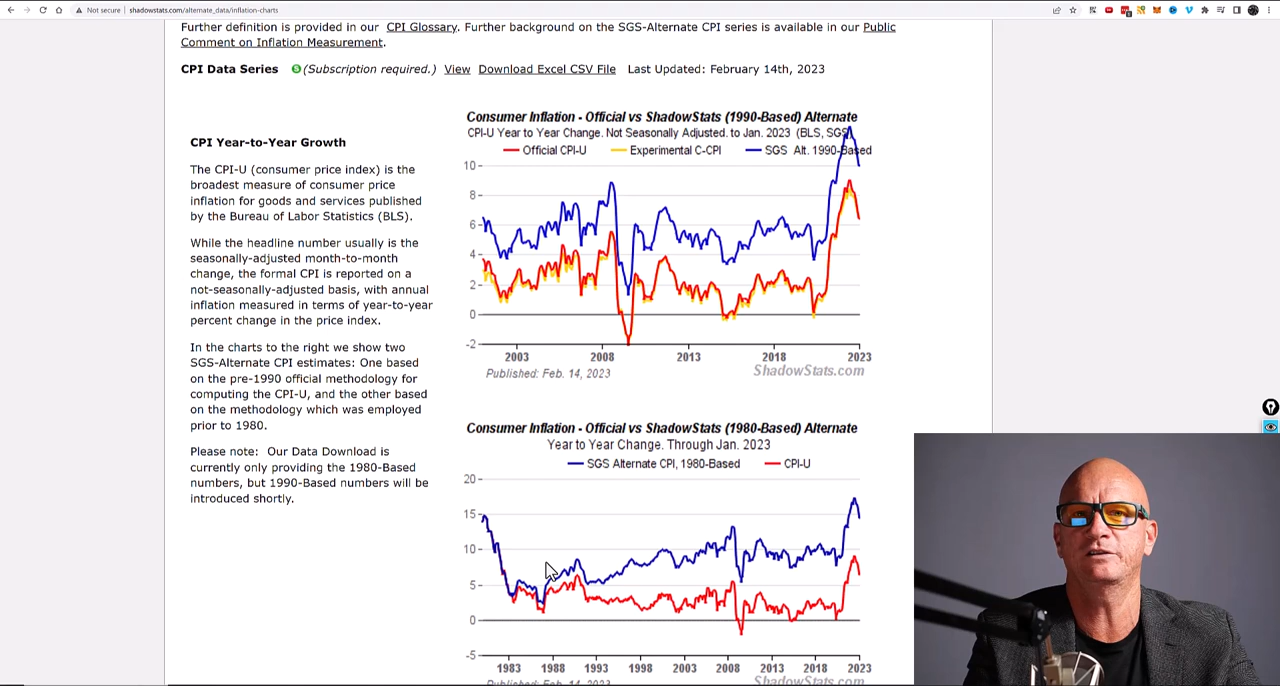 Not secure | shadowstats.com/alternate_data/inflation-charts
Further definition is provided in our CPI Glossary. Further background on the SGS-Alternate CPI series is available in our Public
Comment on Inflation Measurement.
CPI Data Series S (Subscription required.) View Download Excel CSV File Last Updated: February 14th, 2023
CPI Year-to-Year Growth
The CPI-U (consumer price index) is the
broadest measure of consumer price
inflation for goods and services published
by the Bureau of Labor Statistics (BLS).
While the headline number usually is the
seasonally-adjusted month-to-month
change, the formal CPI is reported on a
not-seasonally-adjusted basis, with annual
inflation measured in terms of year-to-year
percent change in the price index.
In the charts to the right we show two
SGS-Alternate CPI estimates: One based
on the pre-1990 official methodology for
computing the CPI-U, and the other based
on the methodology which was employed
prior to 1980.
Please note: Our Data Download is
currently only providing the 1980-Based
numbers, but 1990-Based numbers will be
introduced shortly.
Consumer Inflation - Official vs ShadowStats (1990-Based) Alternate
CPI-U Year to Year Change. Not Seasonally Adjusted. to Jan. 2023 (BLS, SGS)
Official CPI-U Experimental C-CPI SGS Alt. 1990-Based
10
8
6
4
2
0
-2
2003 2008 2013 2018 2023
Published: Feb. 14, 2023 ShadowStats.com
Consumer Inflation - Official vs ShadowStats (1980-Based) Alternate
Year to Year Change. Through Jan. 2023
SGS Alternate CPI, 1980-Based CPI-U
20
15
10
5
0
-5
1983 1988 1993 1998 2003 2008 2013 2018 2023
Published: Feb. 14, 2023 ShadowStats.com